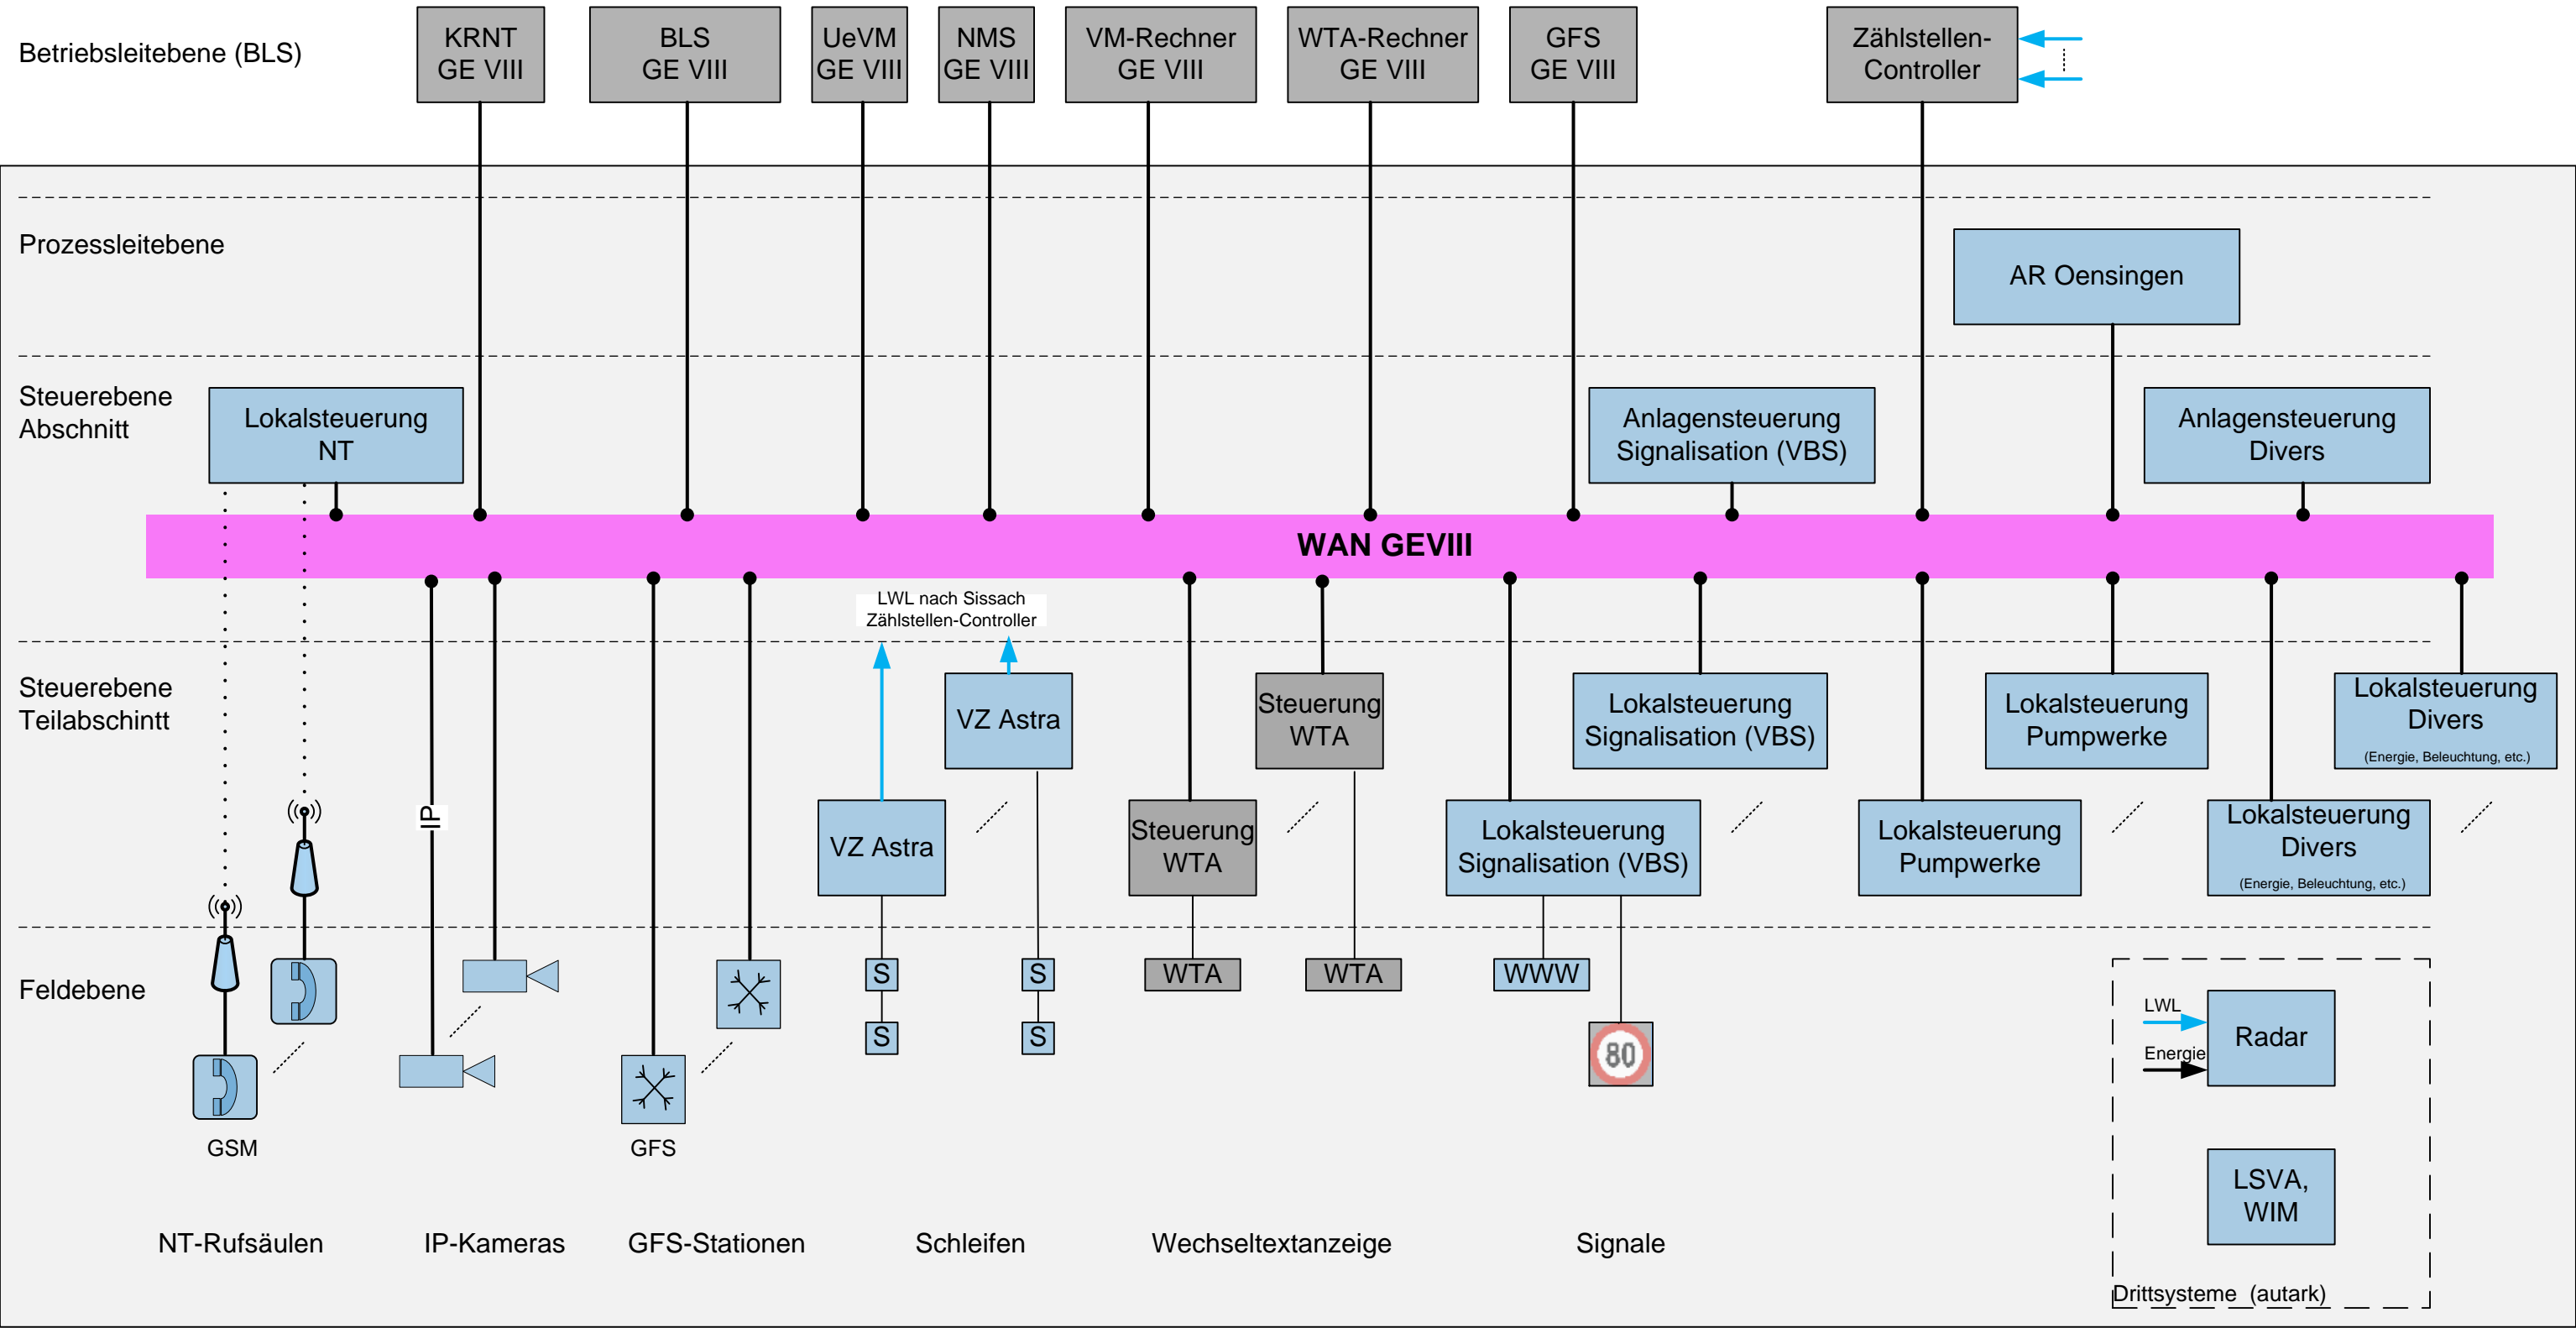 Betriebsleitebene (BLS)
KRNT
GE VIII
BLS
GE VIII
UeVM
GE VIII
NMS
GE VIII
VM-Rechner
GE VIII
WTA-Rechner
GE VIII
GFS
GE VIII
Zählstellen-
Controller
Prozessleitebene
AR Oensingen
Steuerebene
Abschnitt
Lokalsteuerung
NT
Anlagensteuerung
Signalisation (VBS)
Anlagensteuerung
Divers
WAN GEVIII
LWL nach Sissach
Zählstellen-Controller
Steuerebene
Teilabschintt
VZ Astra
Steuerung
WTA
Lokalsteuerung
Signalisation (VBS)
Lokalsteuerung
Pumpwerke
Lokalsteuerung
Divers
(Energie, Beleuchtung, etc.)
IP
VZ Astra
Steuerung
WTA
Lokalsteuerung
Signalisation (VBS)
Lokalsteuerung
Pumpwerke
Lokalsteuerung
Divers
(Energie, Beleuchtung, etc.)
Feldebene
S
S
WTA
WTA
WWW
S
S
80
LWL
Energie
Radar
GSM
GFS
LSVA,
WIM
NT-Rufsäulen
IP-Kameras
GFS-Stationen
Schleifen
Wechseltextanzeige
Signale
Drittsysteme (autark)